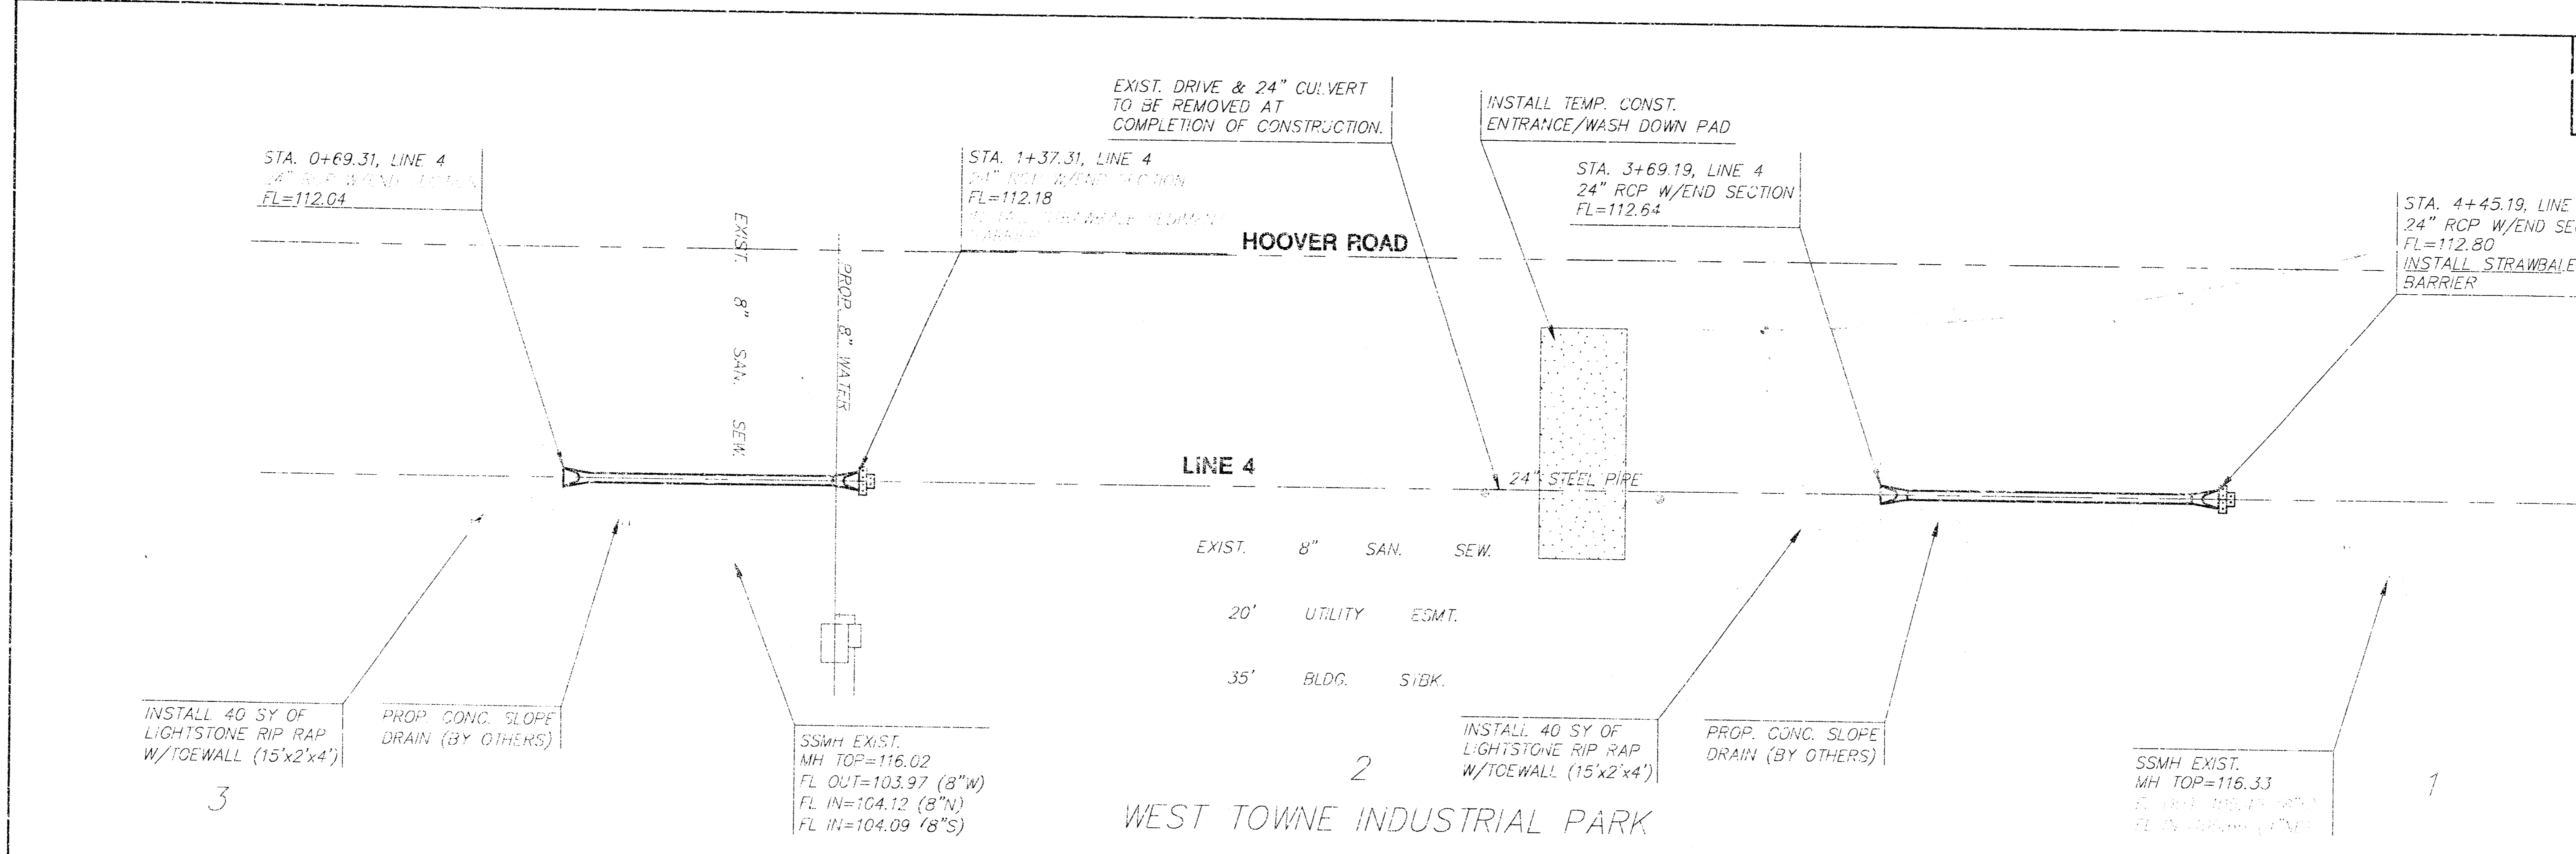 EXIST. DRIVE & 24" CULVERT
TO BE REMOVED AT
COMPLETION OF CONSTRUCTION.
INSTALL TEMP. CONST.
ENTRANCE/WASH DOWN PAD
STA. 0+69.31, LINE 4
24" RCP W/END SECTION
FL=112.04
STA. 1+37.31, LINE 4
24" RCP W/END SECTION
FL=112.18
STA. 3+69.19, LINE 4
24" RCP W/END SECTION
FL=112.64
STA. 4+45.19, LINE
24" RCP W/END SE
FL=112.80
INSTALL STRAWBALE
BARRIER
HOOVER ROAD
EXIST. 8" SAN. SEW.
PROP. 8" WATER
LINE 4
24" STEEL PIPE
EXIST. 8" SAN. SEW.
20' UTILITY ESMT.
35' BLDG. STBK.
INSTALL 40 SY OF
LIGHTSTONE RIP RAP
W/TOEWALL (15'x2'x4')
PROP. CONC. SLOPE
DRAIN (BY OTHERS)
SSMH EXIST.
MH TOP=116.02
FL OUT=103.97 (8"W)
FL IN=104.12 (8"N)
FL IN=104.09 (8"S)
INSTALL 40 SY OF
LIGHTSTONE RIP RAP
W/TOEWALL (15'x2'x4')
PROP. CONC. SLOPE
DRAIN (BY OTHERS)
SSMH EXIST.
MH TOP=116.33
3
2
1
WEST TOWNE INDUSTRIAL PARK